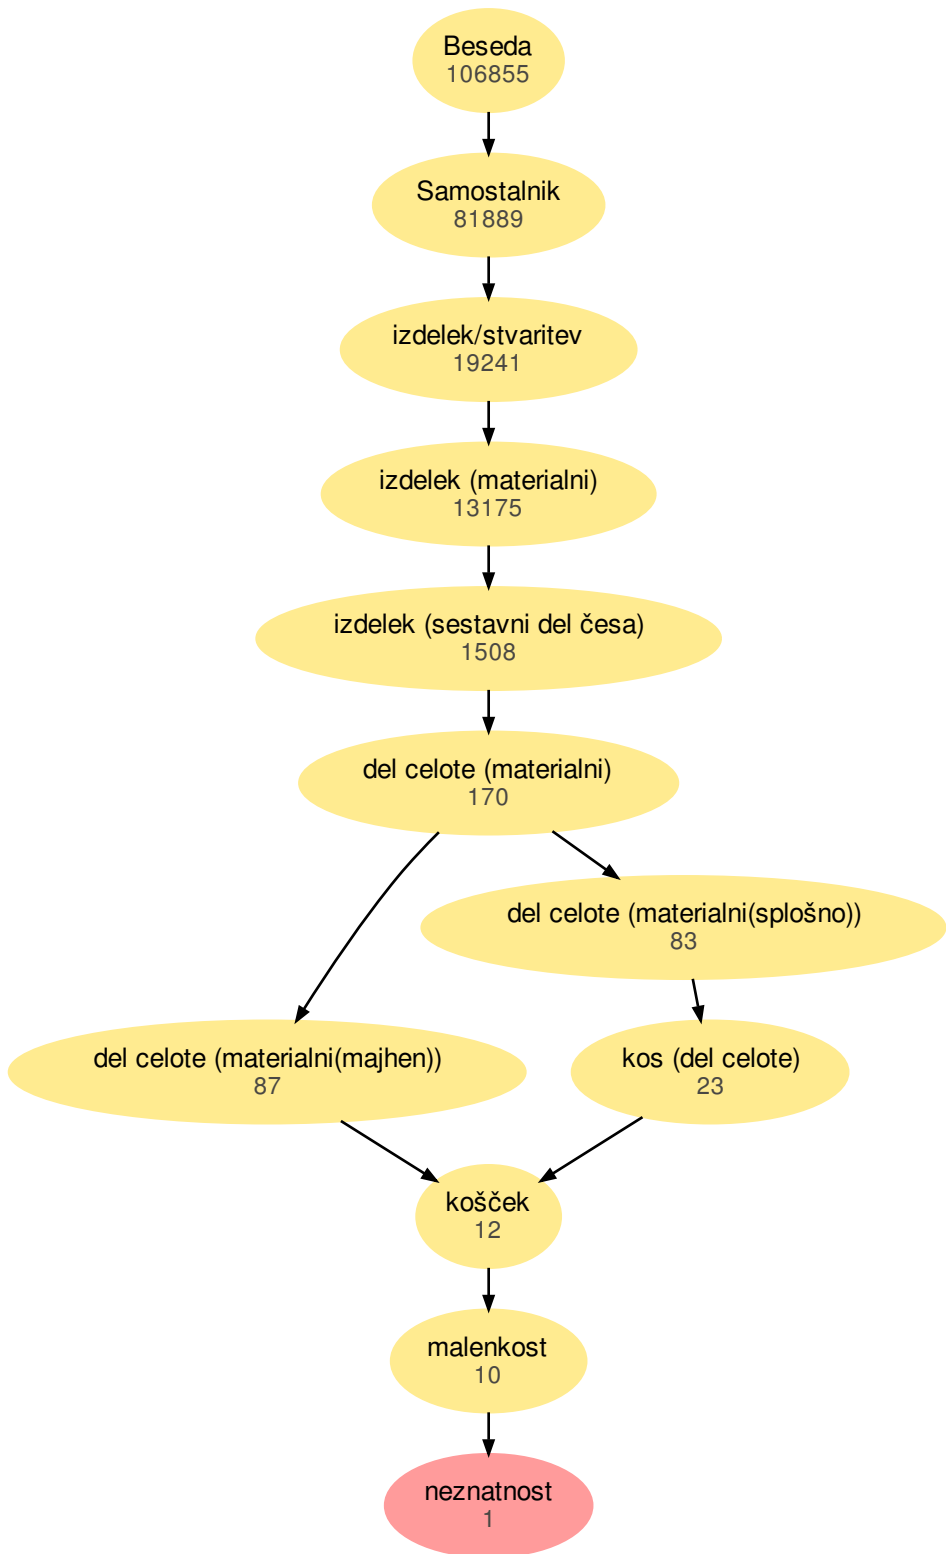 Beseda
106855
Samostalnik
81889
izdelek/stvaritev
19241
izdelek (materialni)
13175
izdelek (sestavni del česa)
1508
del celote (materialni)
170
del celote (materialni(splošno))
83
del celote (materialni(majhen))
87
kos (del celote)
23
košček
12
malenkost
10
neznatnost
1